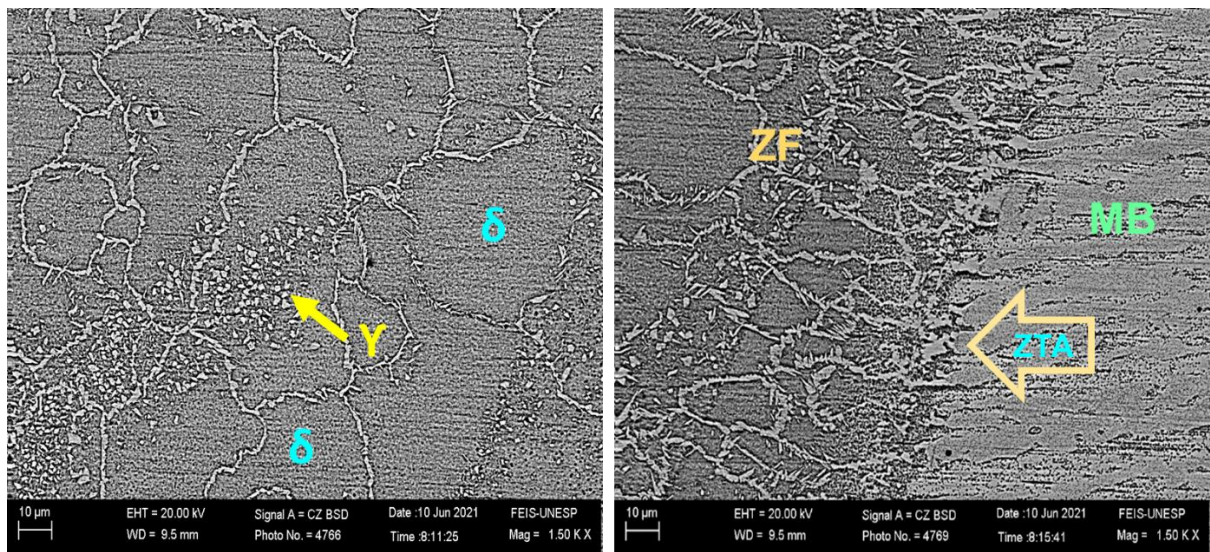 δ
γ
δ
10 μm EHT = 20.00 kV Signal A = CZ BSD Date :10 Jun 2021 FEIS-UNESP
WD = 9.5 mm Photo No. = 4766 Time :8:11:25 Mag = 1.50 K X
ZF
MB
ZTA
10 μm EHT = 20.00 kV Signal A = CZ BSD Date :10 Jun 2021 FEIS-UNESP
WD = 9.5 mm Photo No. = 4769 Time :8:15:41 Mag = 1.50 K X